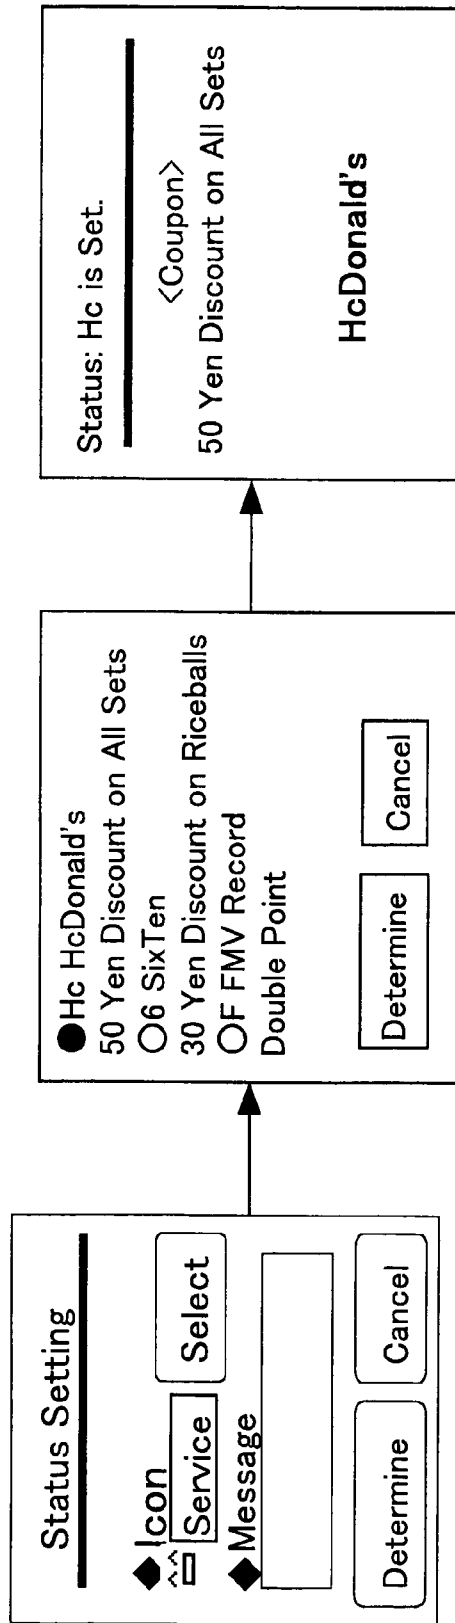 Status Setting
◆Icon
Service
Select
◆Message
Determine
Cancel
●Hc HcDonald's
50 Yen Discount on All Sets
○6 SixTen
30 Yen Discount on Riceballs
○F FMV Record
Double Point
Determine
Cancel
Status: Hc is Set.
<Coupon>
50 Yen Discount on All Sets
HcDonald's